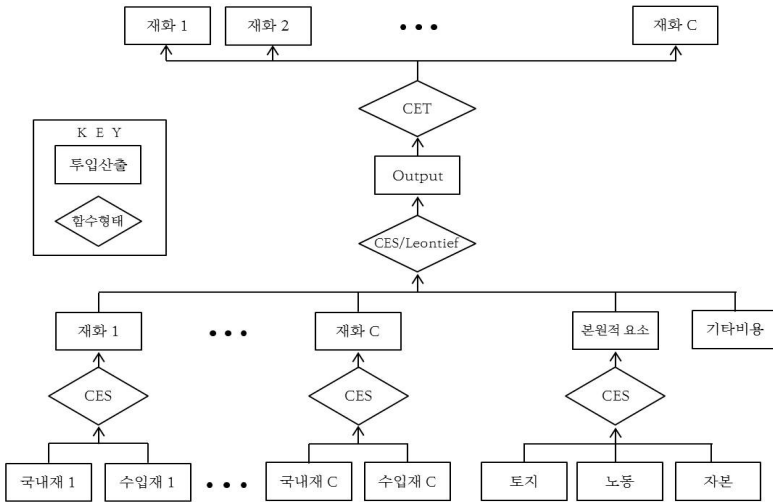 재화 1
재화 2
재화 C
CET
K E Y
투입산출
함수형태
Output
CES/Leontief
재화 1
재화 C
본원적 요소
기타비용
CES
CES
CES
국내재 1
수입재 1
국내재 C
수입재 C
토지
노동
자본